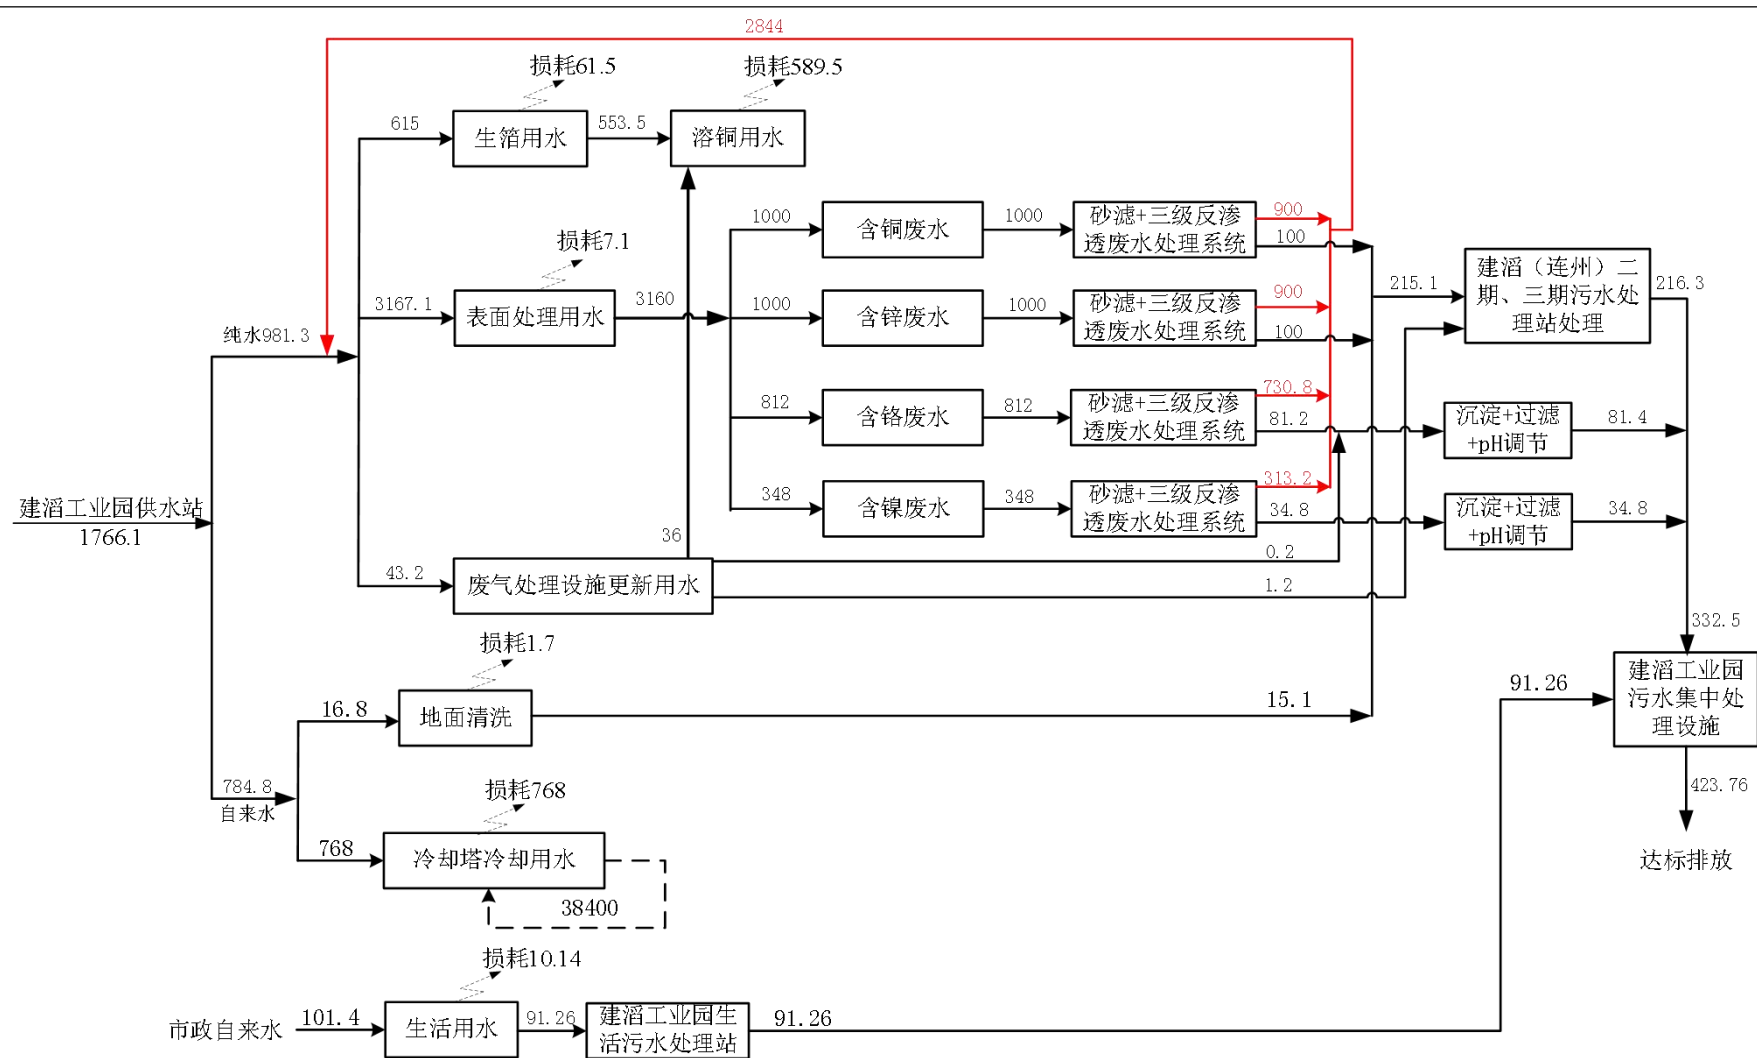 2844
损耗61.5
损耗589.5
615
生箔用水
553.5
溶铜用水
1000
含铜废水
1000
砂滤+三级反渗
透废水处理系统
900
100
损耗7.1
3167.1
表面处理用水
3160
1000
含锌废水
1000
砂滤+三级反渗
透废水处理系统
900
100
215.1
建滔（连州）二
期、三期污水处
理站处理
216.3
纯水981.3
812
含铬废水
812
砂滤+三级反渗
透废水处理系统
730.8
81.2
沉淀+过滤
+pH调节
81.4
348
含镍废水
348
砂滤+三级反渗
透废水处理系统
313.2
34.8
沉淀+过滤
+pH调节
34.8
建滔工业园供水站
1766.1
36
43.2
废气处理设施更新用水
0.2
1.2
332.5
损耗1.7
16.8
地面清洗
15.1
91.26
建滔工业园
污水集中处
理设施
784.8
自来水
损耗768
768
冷却塔冷却用水
38400
423.76
达标排放
损耗10.14
市政自来水
101.4
生活用水
91.26
建滔工业园生
活污水处理站
91.26